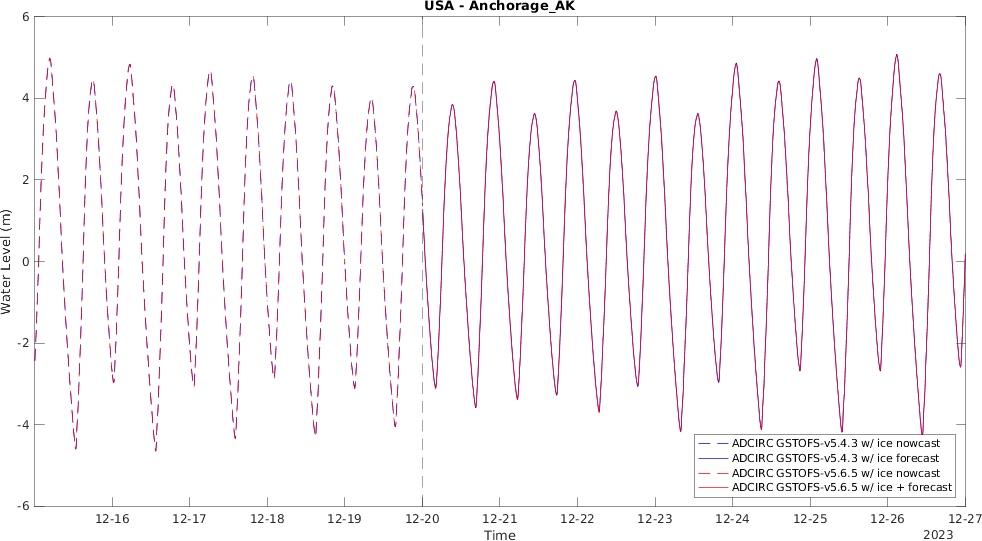 USA - Anchorage_AK
6
4
2
0
-2
-4
-6
Water Level (m)
ADCIRC GSTOFS-v5.4.3 w/ ice nowcast
ADCIRC GSTOFS-v5.4.3 w/ ice forecast
ADCIRC GSTOFS-v5.6.5 w/ ice nowcast
ADCIRC GSTOFS-v5.6.5 w/ ice + forecast
12-16 12-17 12-18 12-19 12-20 12-21 12-22 12-23 12-24 12-25 12-26 12-27
Time
2023